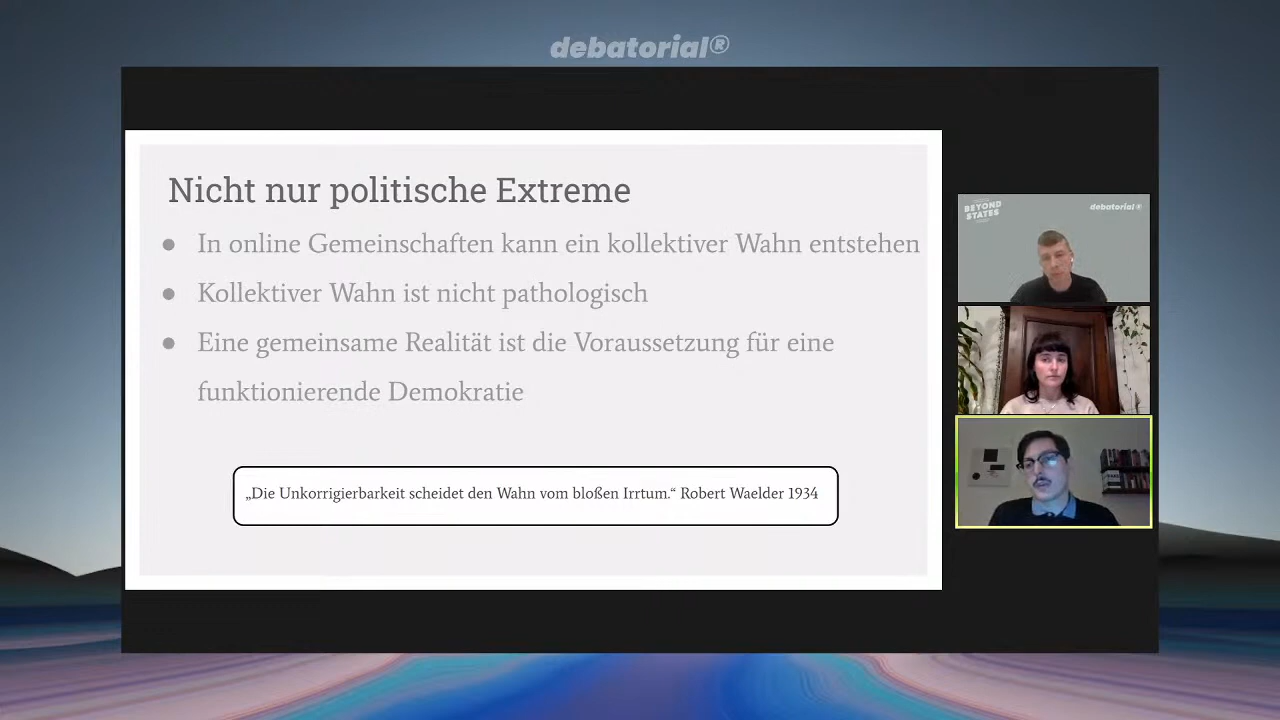 debatorial®
Nicht nur politische Extreme
● In online Gemeinschaften kann ein kollektiver Wahn entstehen
● Kollektiver Wahn ist nicht pathologisch
● Eine gemeinsame Realität ist die Voraussetzung für eine
funktionierende Demokratie
„Die Unkorrigierbarkeit scheidet den Wahn vom bloßen Irrtum.“ Robert Waelder 1934
BEYOND
STATES
debatorial®